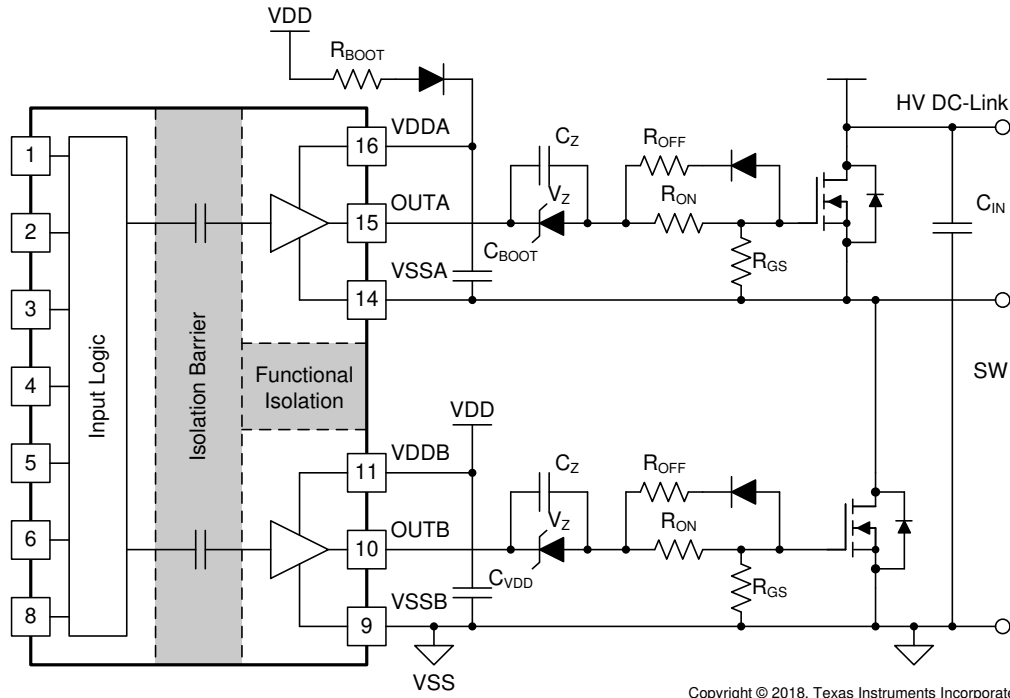 VDD
RBOOT
HV DC-Link
1
2
3
4
5
6
8
Input Logic
Isolation Barrier
Functional
Isolation
16
15
14
11
10
9
VDDA
OUTA
VSSA
CBOOT
CZ
VZ
ROFF
RON
RGS
CIN
SW
VDD
VDDB
OUTB
VSSB
CVDD
CZ
VZ
ROFF
RON
RGS
VSS
Copyright © 2018, Texas Instruments Incorporate